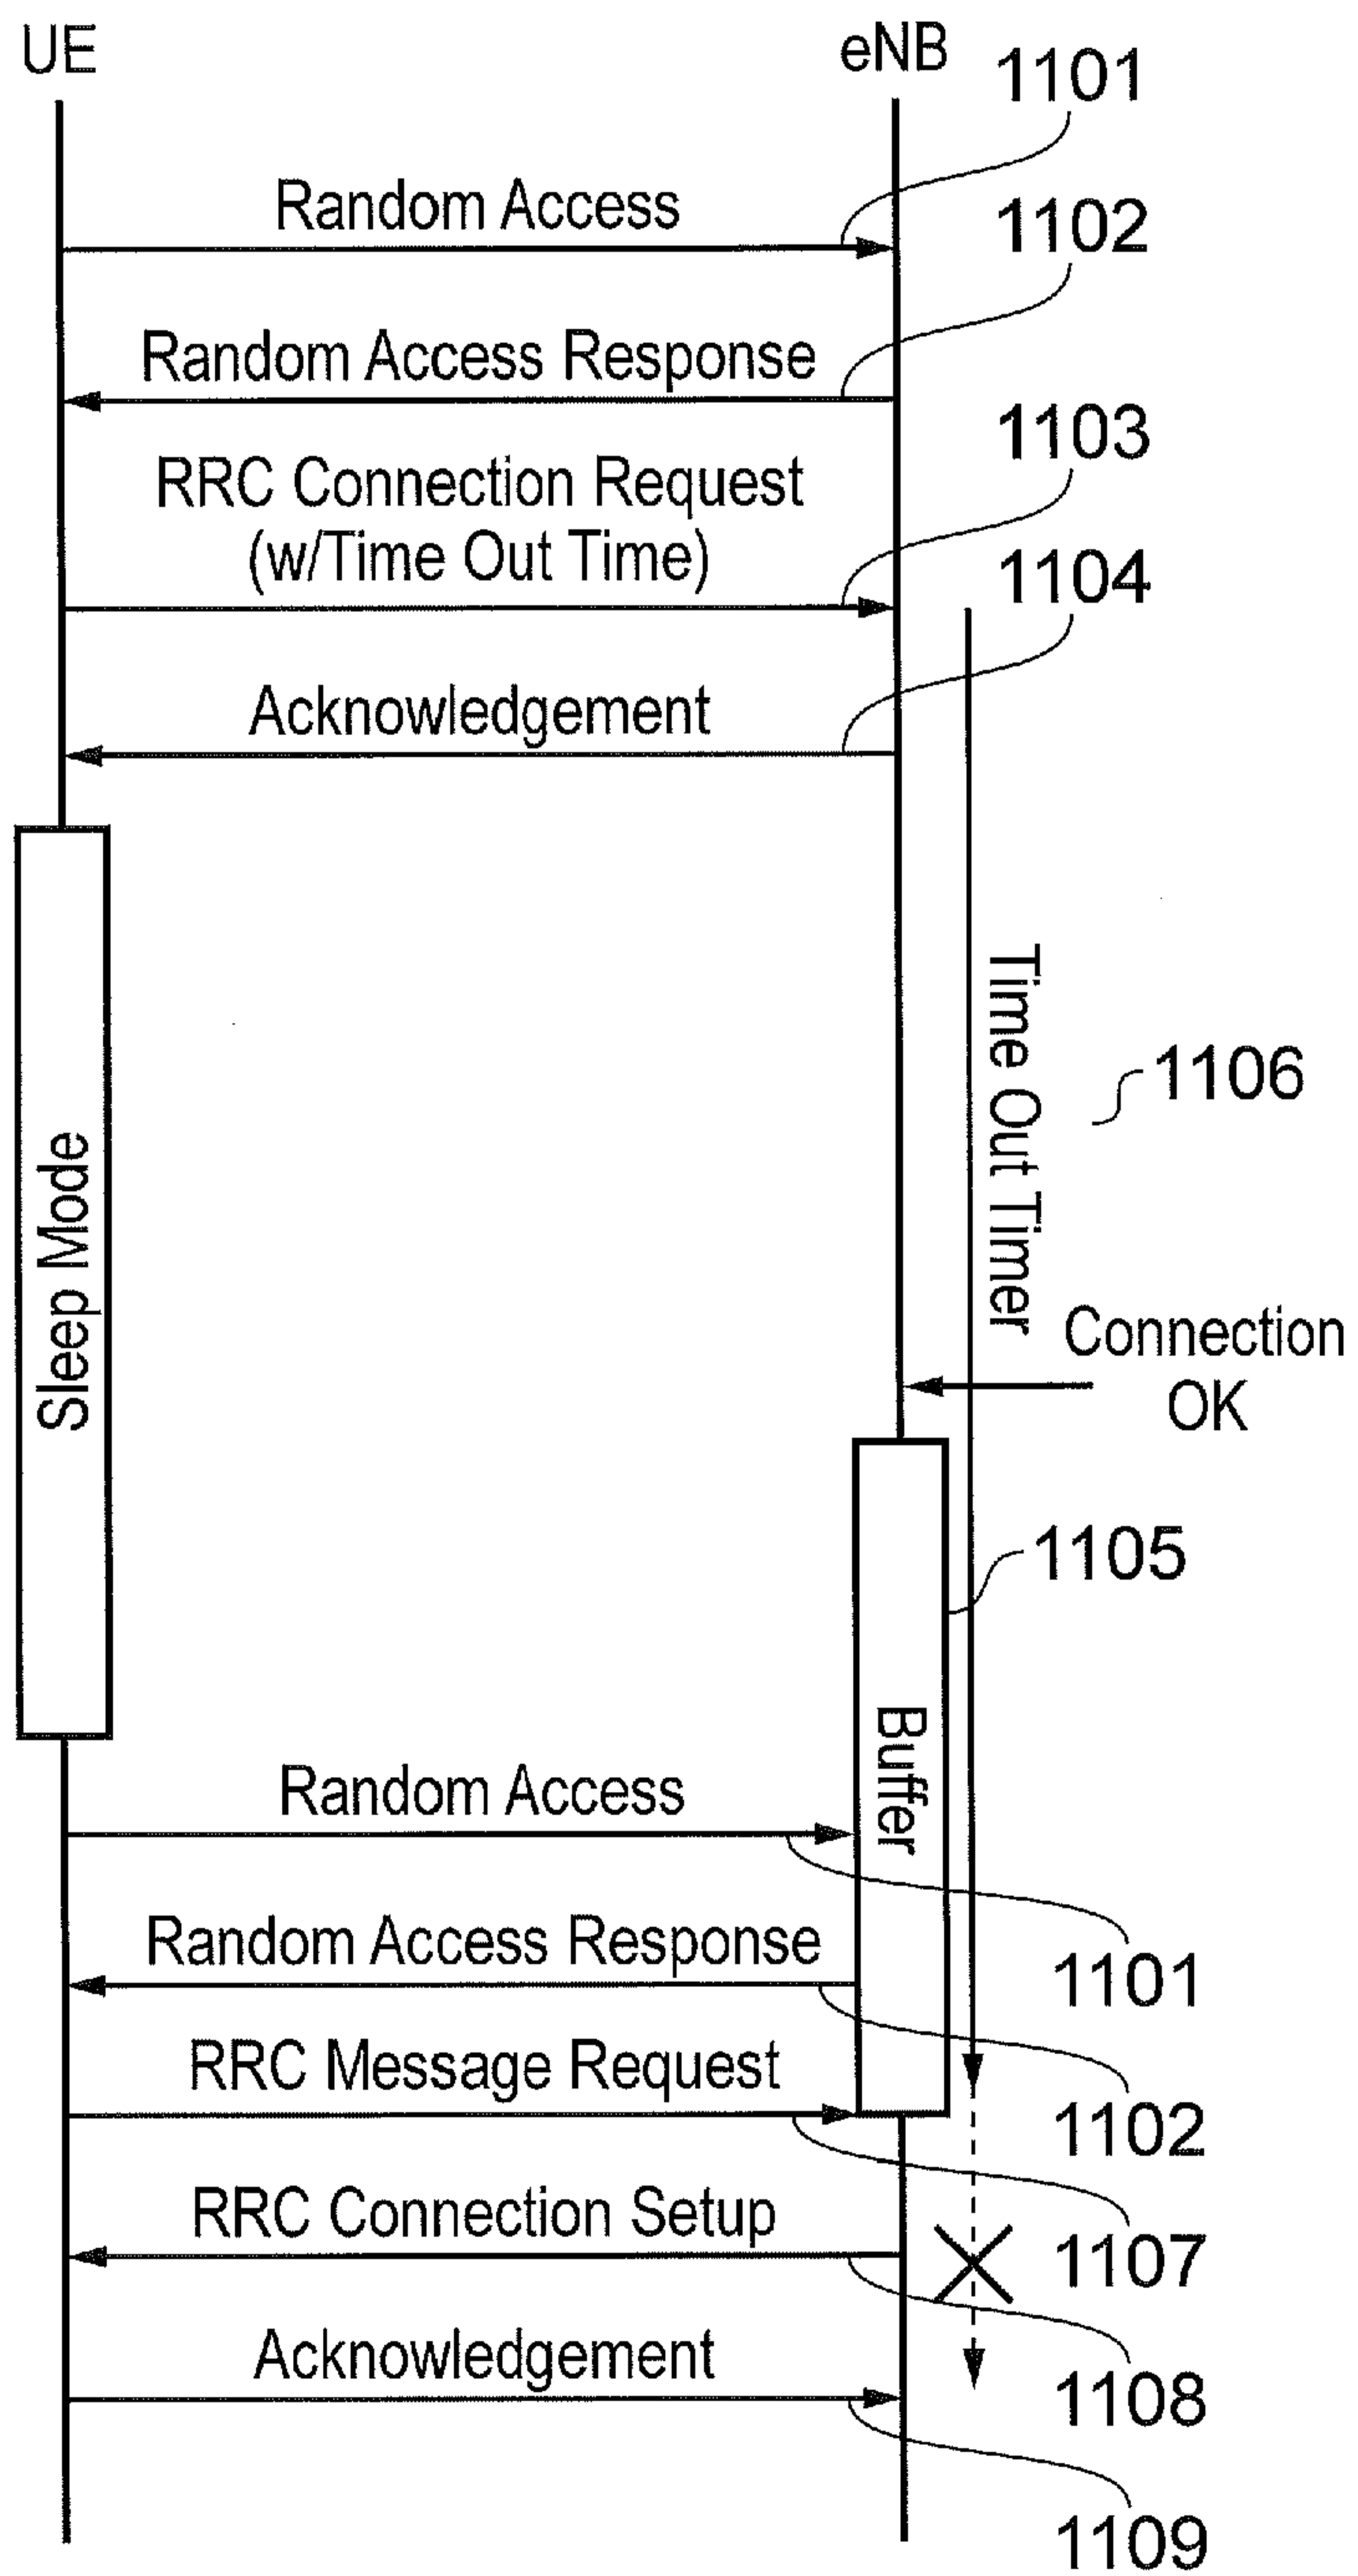 UE
eNB
1101
Random Access
1102
Random Access Response
1103
RRC Connection Request
(w/Time Out Time)
1104
Acknowledgement
Sleep Mode
Time Out Timer
1106
Connection
OK
1105
Buffer
Random Access
1101
Random Access Response
1102
RRC Message Request
1107
RRC Connection Setup
1108
Acknowledgement
1109